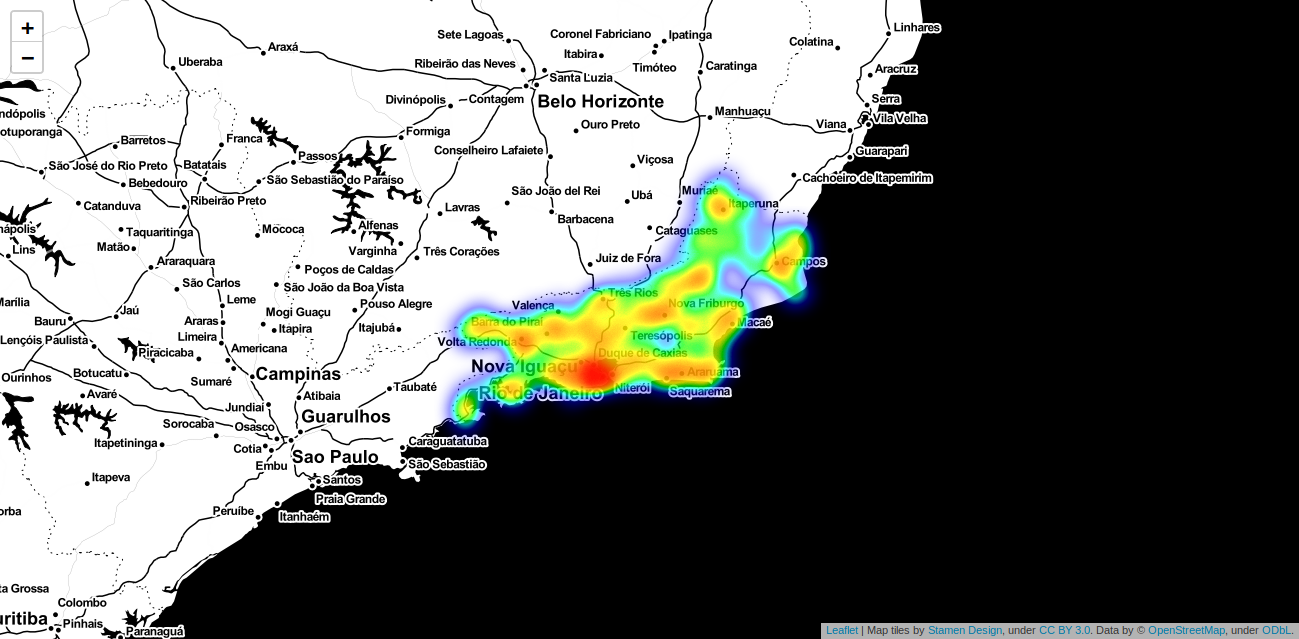 +
−
Linhares
Sete Lagoas
Coronel Fabriciano
Ipatinga
Colatina
Araxá
Itabira
Uberaba
Ribeirão das Neves
Timóteo
Caratinga
Aracruz
Santa Luzia
Divinópolis
Contagem
Belo Horizonte
Serra
ndópolis
Manhuaçu
Vila Velha
otuporanga
Formiga
Ouro Preto
Viana
Barretos
Franca
Conselheiro Lafaiete
Guarapari
Passos
Viçosa
São José do Rio Preto
Batatais
Bebedouro
São Sebastião do Paraíso
Cachoeiro de Itapemirim
São João del Rei
Muriaé
Ubá
Ribeirão Preto
Catanduva
Lavras
Itaperuna
Barbacena
nápolis
Taquaritinga
Mococa
Alfenas
Cataguases
Lins
Matão
Varginha
Três Corações
Juiz de Fora
Campos
Araraquara
Poços de Caldas
São Carlos
São João da Boa Vista
Três Rios
Marília
Leme
Pouso Alegre
Valença
Nova Friburgo
Jaú
Mogi Guaçu
Bauru
Araras
Itapira
Itajubá
Barra do Piraí
Macaé
Lençóis Paulista
Limeira
Volta Redonda
Teresópolis
Piracicaba
Americana
Duque de Caxias
Nova Iguaçu
Ourinhos
Botucatu
Sumaré
Campinas
Araruama
Taubaté
Niterói
Avaré
Atibaia
Rio de Janeiro
Saquarema
Jundiaí
Guarulhos
Sorocaba
Osasco
Itapetininga
Cotia
Caraguatatuba
Sao Paulo
Embu
São Sebastião
Itapeva
Santos
Praia Grande
orba
Peruíbe
Itanhaém
ta Grossa
Colombo
uritiba
Pinhais
Paranaguá
Leaflet | Map tiles by Stamen Design, under CC BY 3.0. Data by © OpenStreetMap, under ODbL.